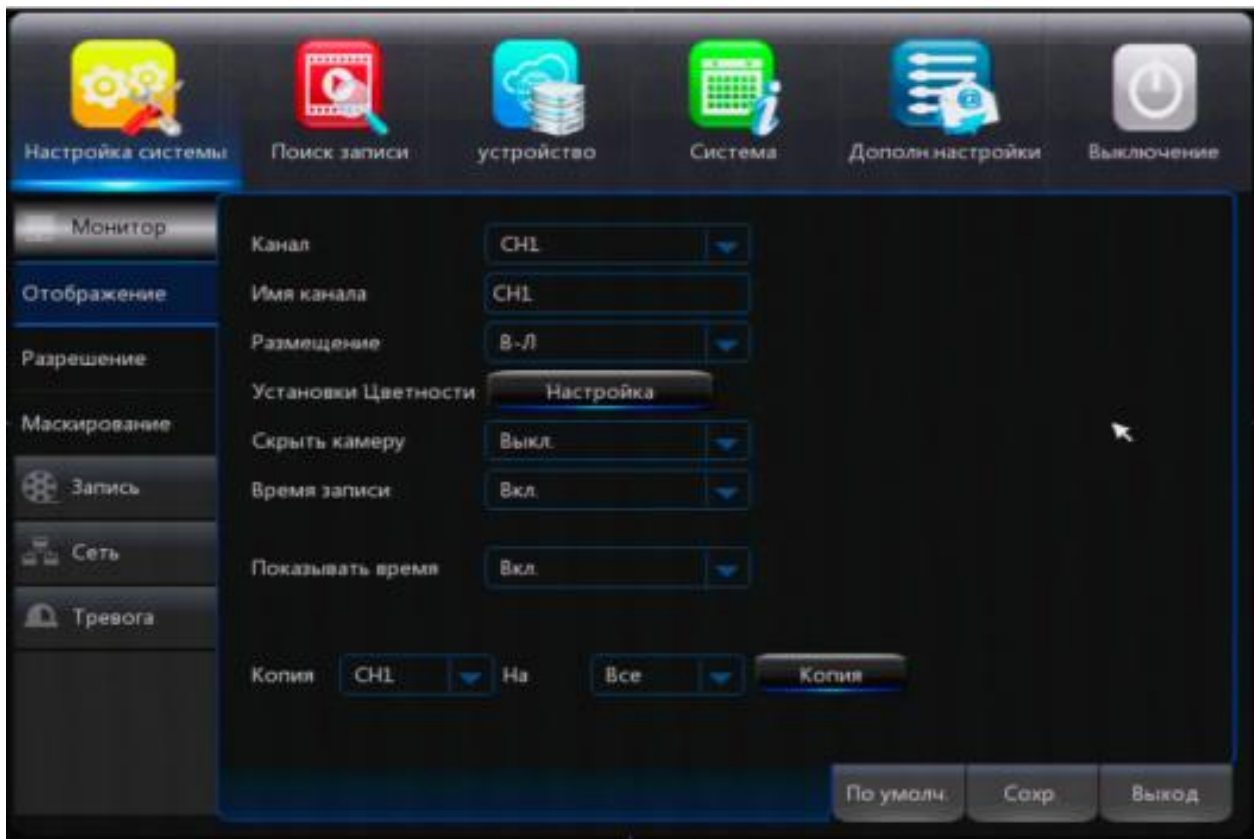 Настройка системы
Поиск записи
устройство
Система
Дополн.настройки
Выключение
Монитор
Отображение
Разрешение
Маскирование
Запись
Сеть
Тревога
Канал CH1
Имя канала CH1
Размещение В-Л
Установки Цветности Настройка
Скрыть камеру Выкл.
Время записи Вкл.
Показывать время Вкл.
Копия CH1 На Все Копия
По умолч. Сохр Выход